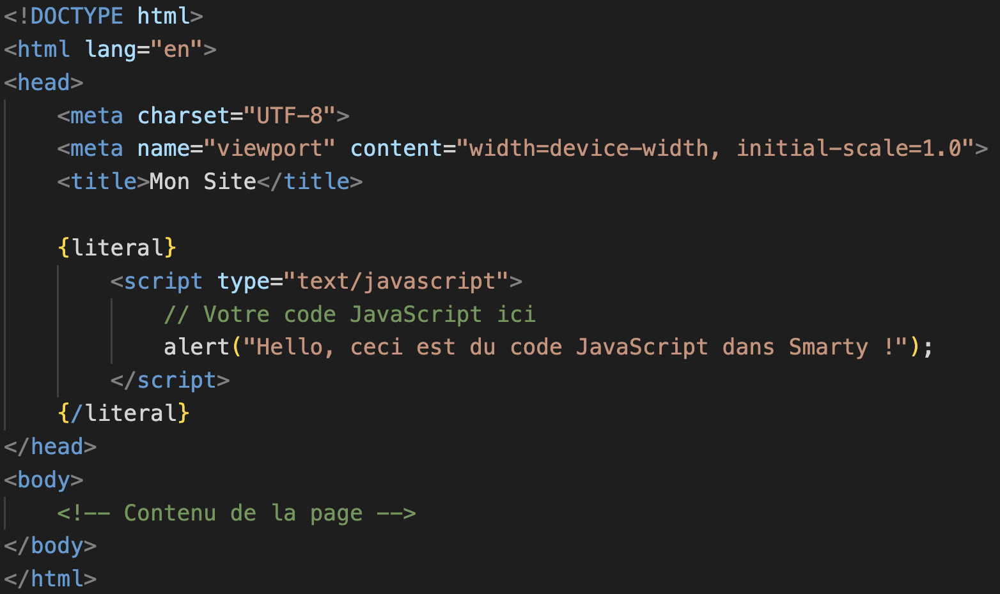 <!DOCTYPE html>
<html lang="en">
<head>
    <meta charset="UTF-8">
    <meta name="viewport" content="width=device-width, initial-scale=1.0">
    <title>Mon Site</title>

    {literal}
        <script type="text/javascript">
            // Votre code JavaScript ici
            alert("Hello, ceci est du code JavaScript dans Smarty !");
        </script>
    {/literal}
</head>
<body>
    <!-- Contenu de la page -->
</body>
</html>